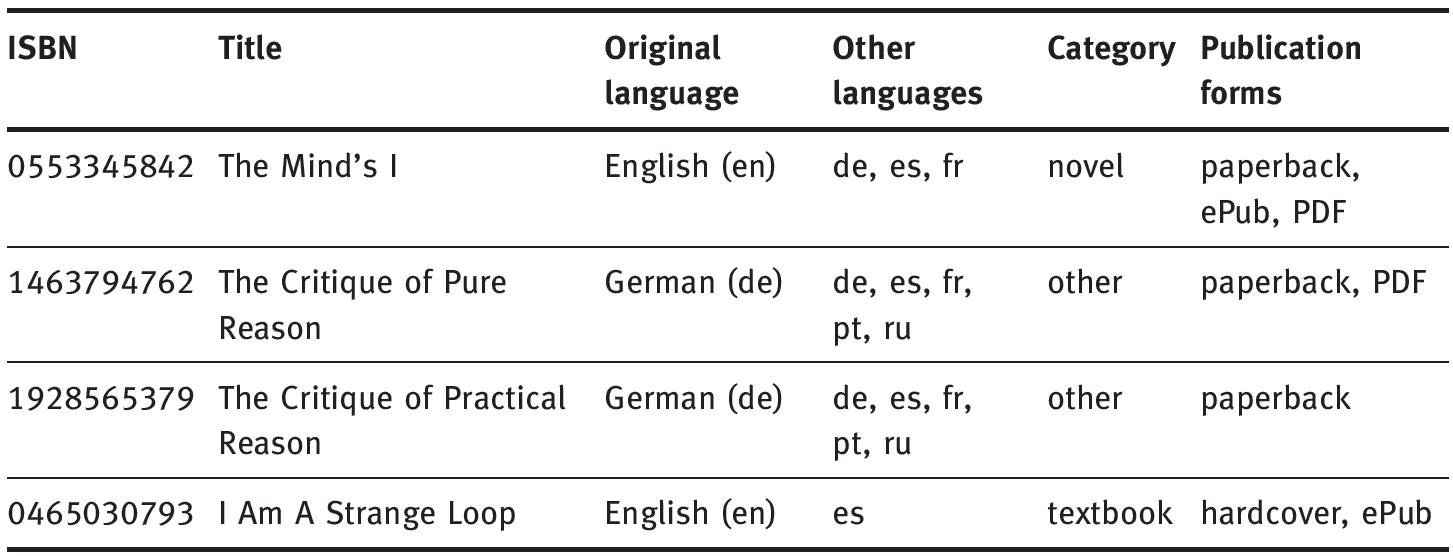 ISBN Title Original language Other languages Category Publication forms
0553345842 The Mind’s I English (en) de, es, fr novel paperback, ePub, PDF
1463794762 The Critique of Pure Reason German (de) de, es, fr, pt, ru other paperback, PDF
1928565379 The Critique of Practical Reason German (de) de, es, fr, pt, ru other paperback
0465030793 I Am A Strange Loop English (en) es textbook hardcover, ePub